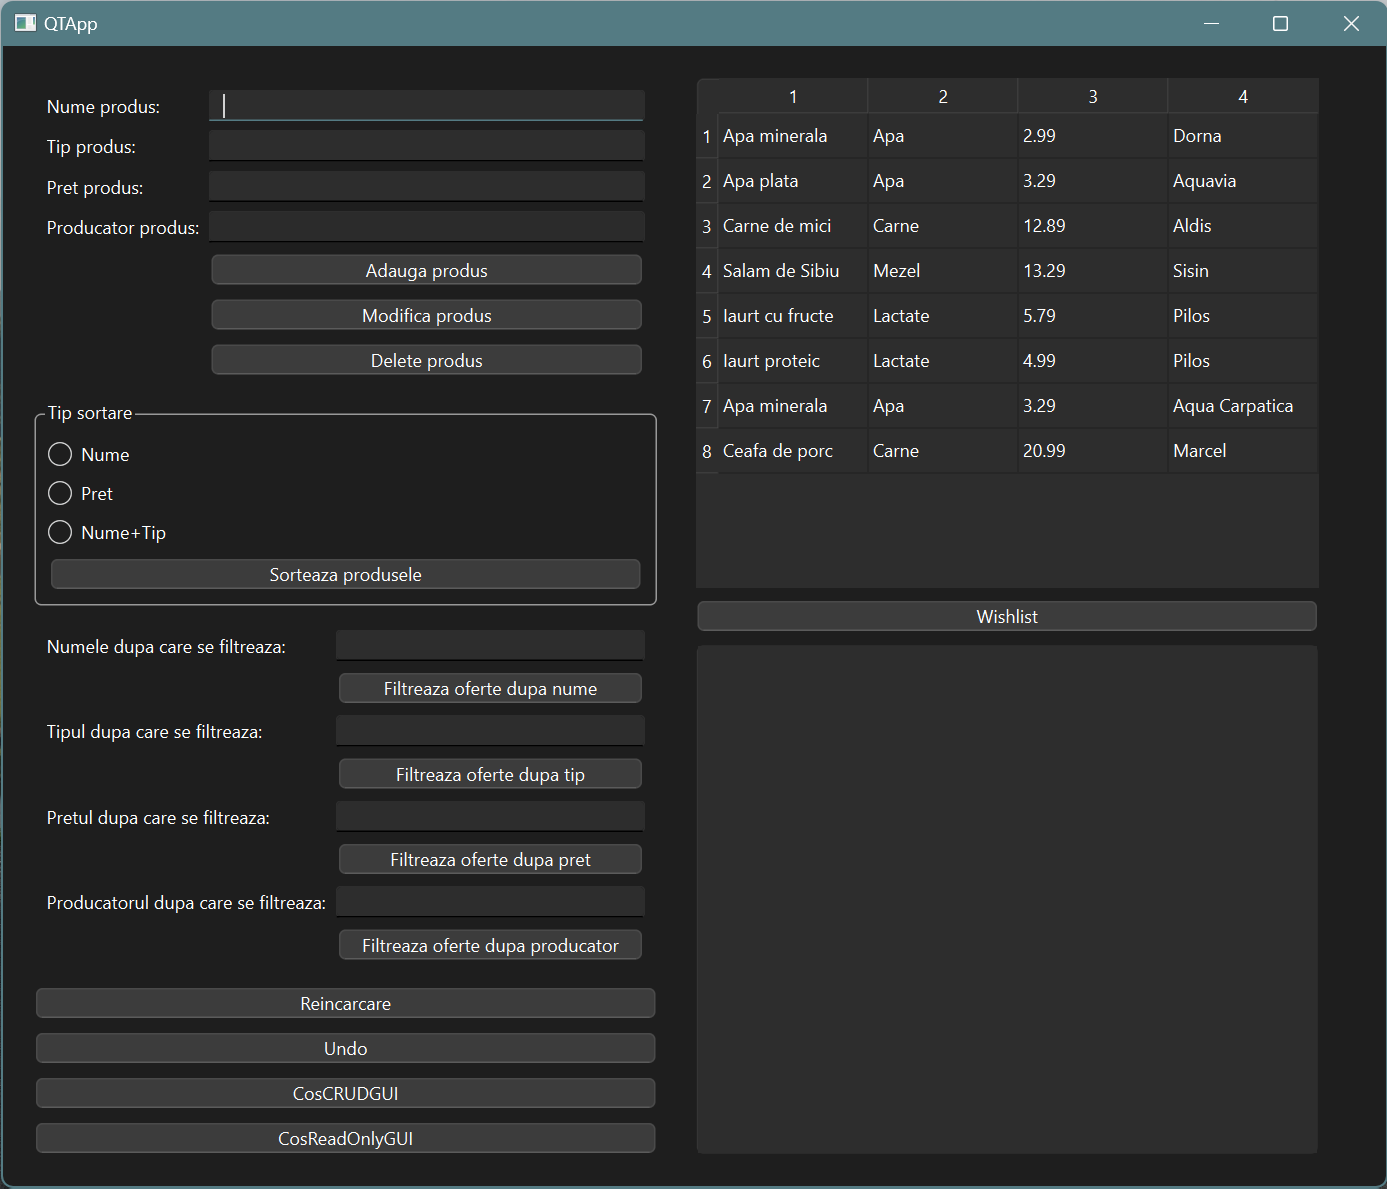 QTApp
Nume produs:
Tip produs:
Pret produs:
Producator produs:
Adauga produs
Modifica produs
Delete produs
Tip sortare
Nume
Pret
Nume+Tip
Sorteaza produsele
Numele dupa care se filtreaza:
Filtreaza oferte dupa nume
Tipul dupa care se filtreaza:
Filtreaza oferte dupa tip
Pretul dupa care se filtreaza:
Filtreaza oferte dupa pret
Producatorul dupa care se filtreaza:
Filtreaza oferte dupa producator
Reincarcare
Undo
CosCRUDGUI
CosReadOnlyGUI
1 2 3 4
1 Apa minerala Apa 2.99 Dorna
2 Apa plata Apa 3.29 Aquavia
3 Carne de mici Carne 12.89 Aldis
4 Salam de Sibiu Mezel 13.29 Sisin
5 Iaurt cu fructe Lactate 5.79 Pilos
6 Iaurt proteic Lactate 4.99 Pilos
7 Apa minerala Apa 3.29 Aqua Carpatica
8 Ceafa de porc Carne 20.99 Marcel
Wishlist